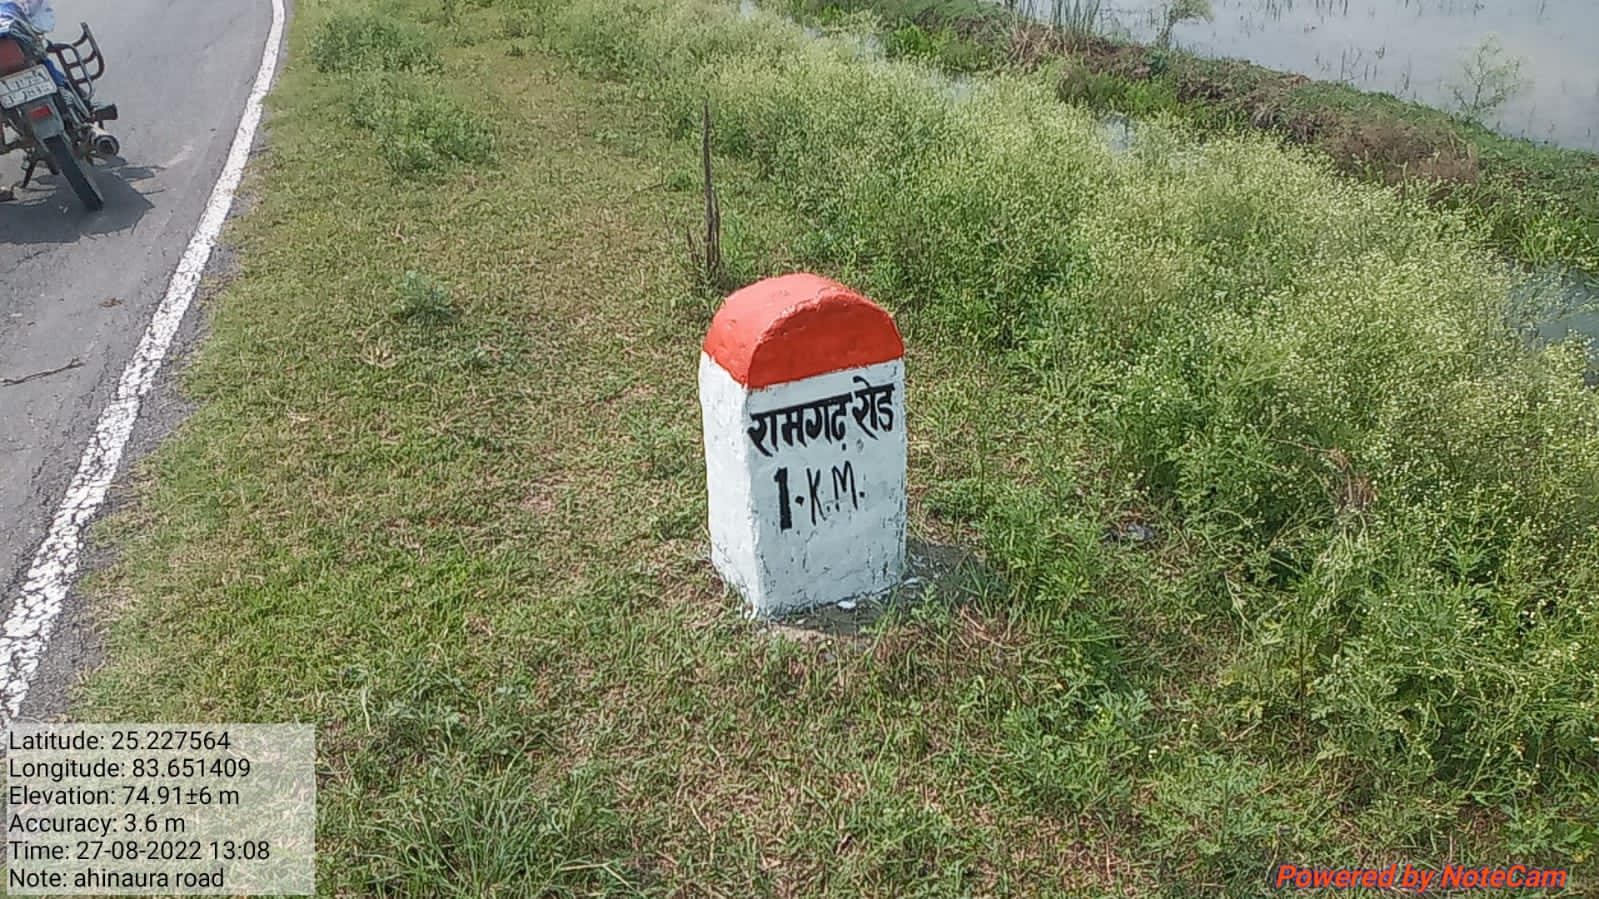 रामगढ़ रोड
1.K.M.
Latitude: 25.227564
Longitude: 83.651409
Elevation: 74.91±6 m
Accuracy: 3.6 m
Time: 27-08-2022 13:08
Note: ahinaura road
Powered by NoteCam